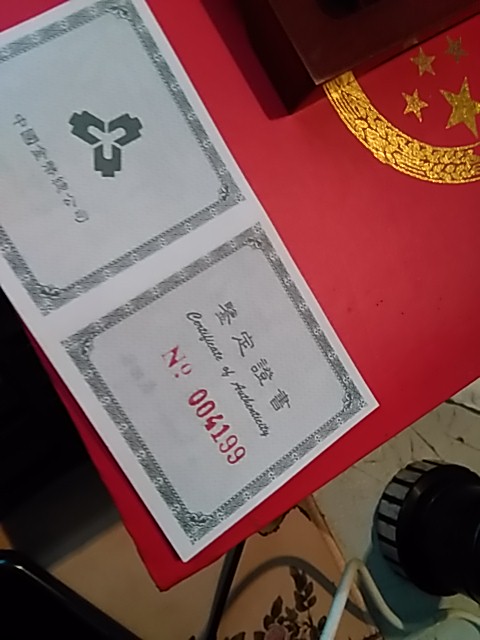 中國金幣總公司
鑒定證書
Certificate of Authenticity
Nº 004199